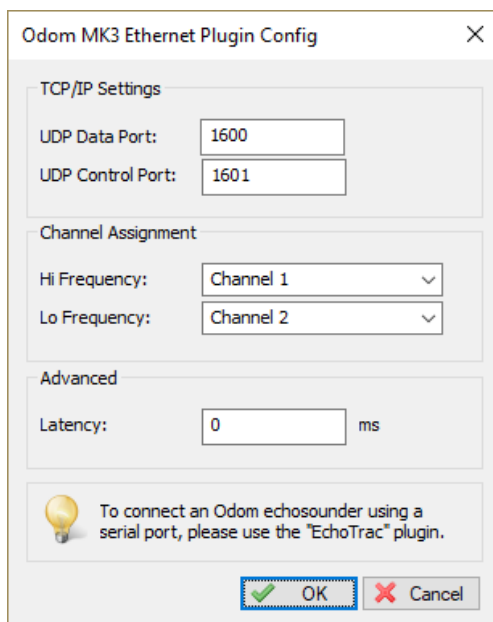 Odom MK3 Ethernet Plugin Config
TCP/IP Settings
UDP Data Port: 1600
UDP Control Port: 1601
Channel Assignment
Hi Frequency: Channel 1
Lo Frequency: Channel 2
Advanced
Latency: 0 ms
To connect an Odom echosounder using a
serial port, please use the "EchoTrac" plugin.
OK Cancel